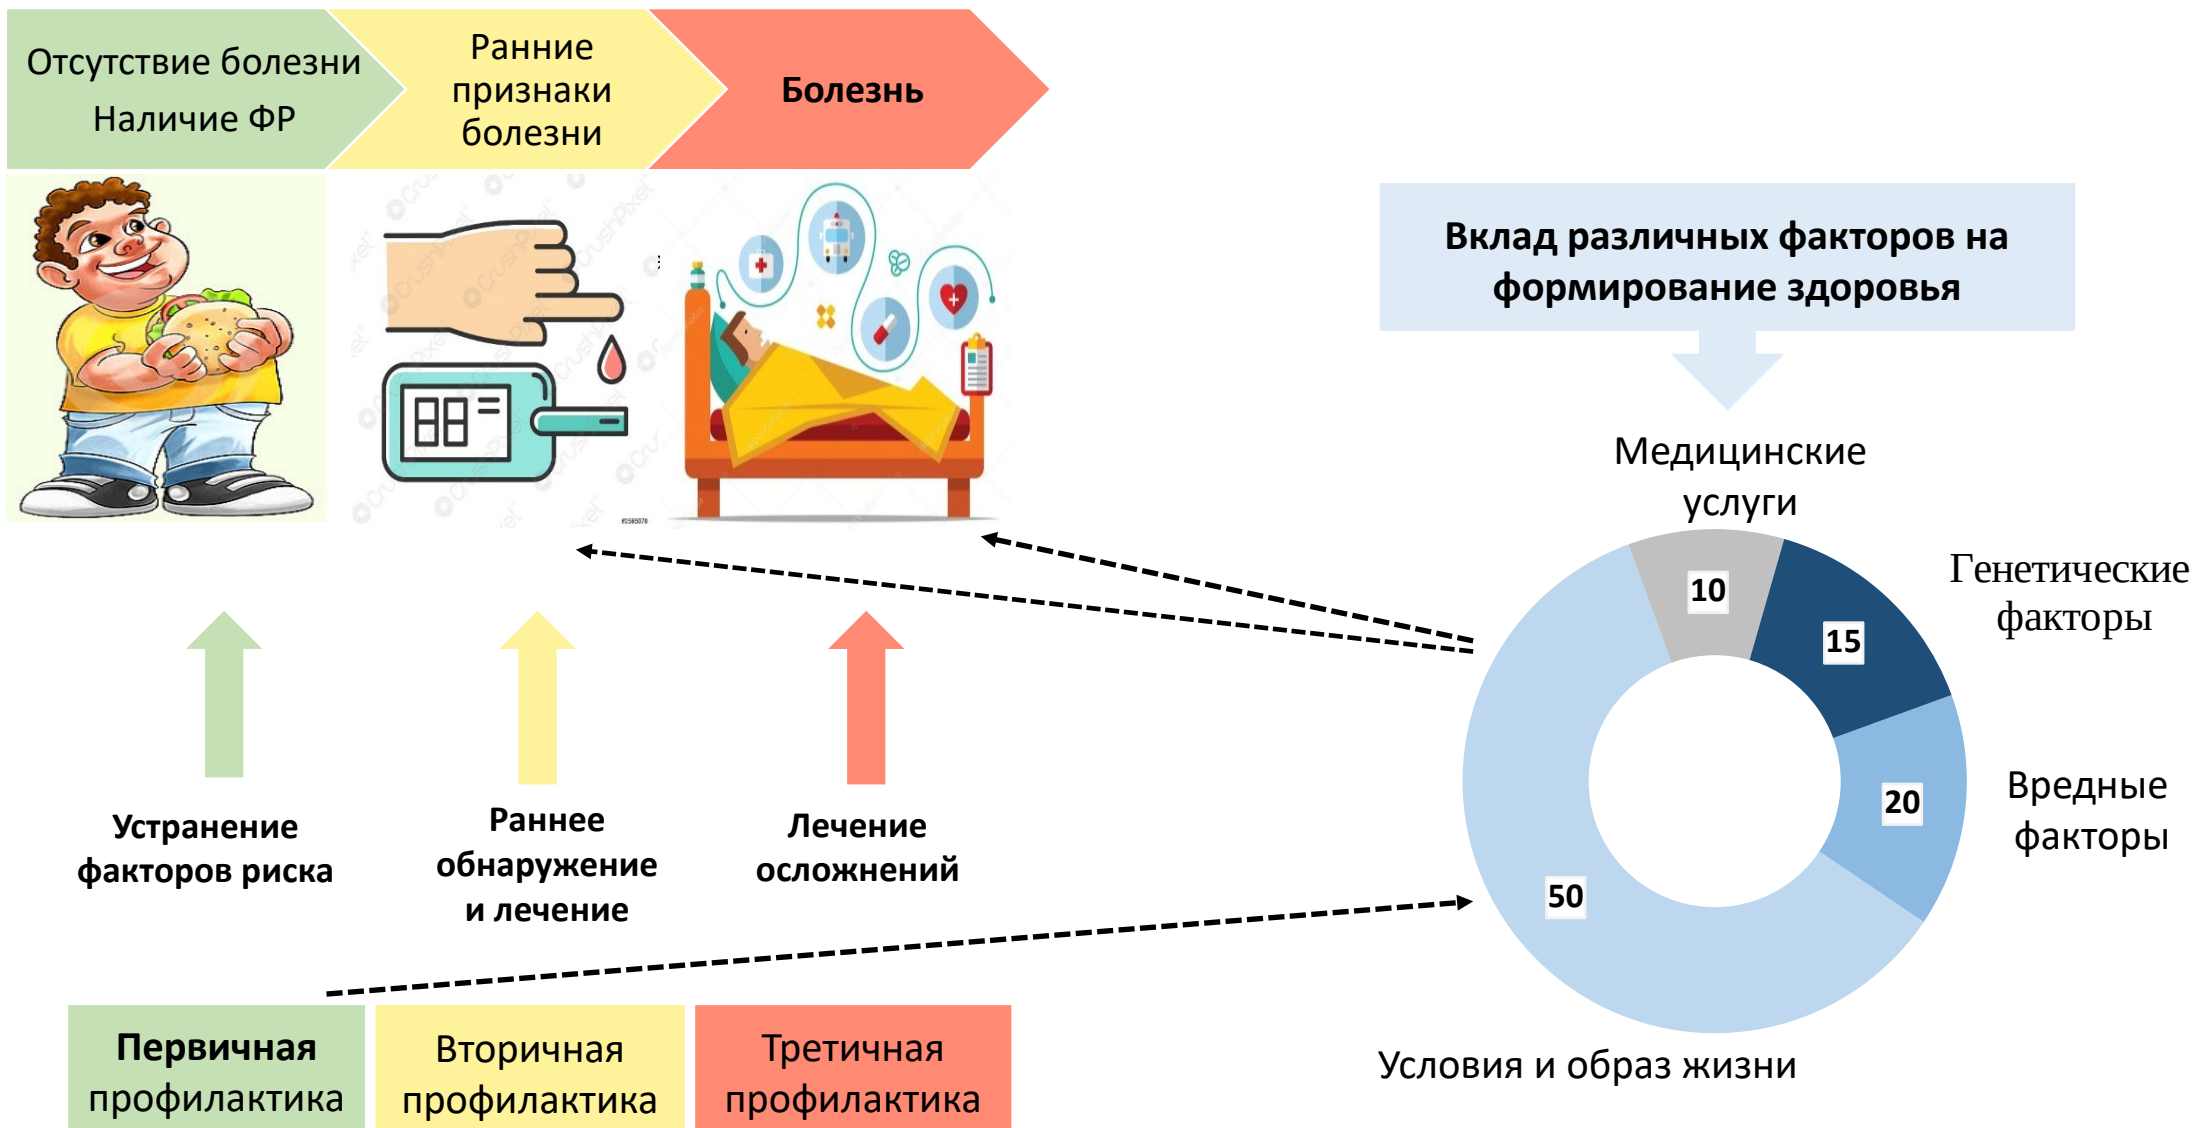 Отсутствие болезни
Наличие ФР
Ранние
признаки
болезни
Болезнь
#2585078
Устранение
факторов риска
Раннее
обнаружение
и лечение
Лечение
осложнений
Первичная
профилактика
Вторичная
профилактика
Третичная
профилактика
Вклад различных факторов на
формирование здоровья
Медицинские
услуги
Генетические
факторы
Вредные
факторы
Условия и образ жизни
10
15
20
50